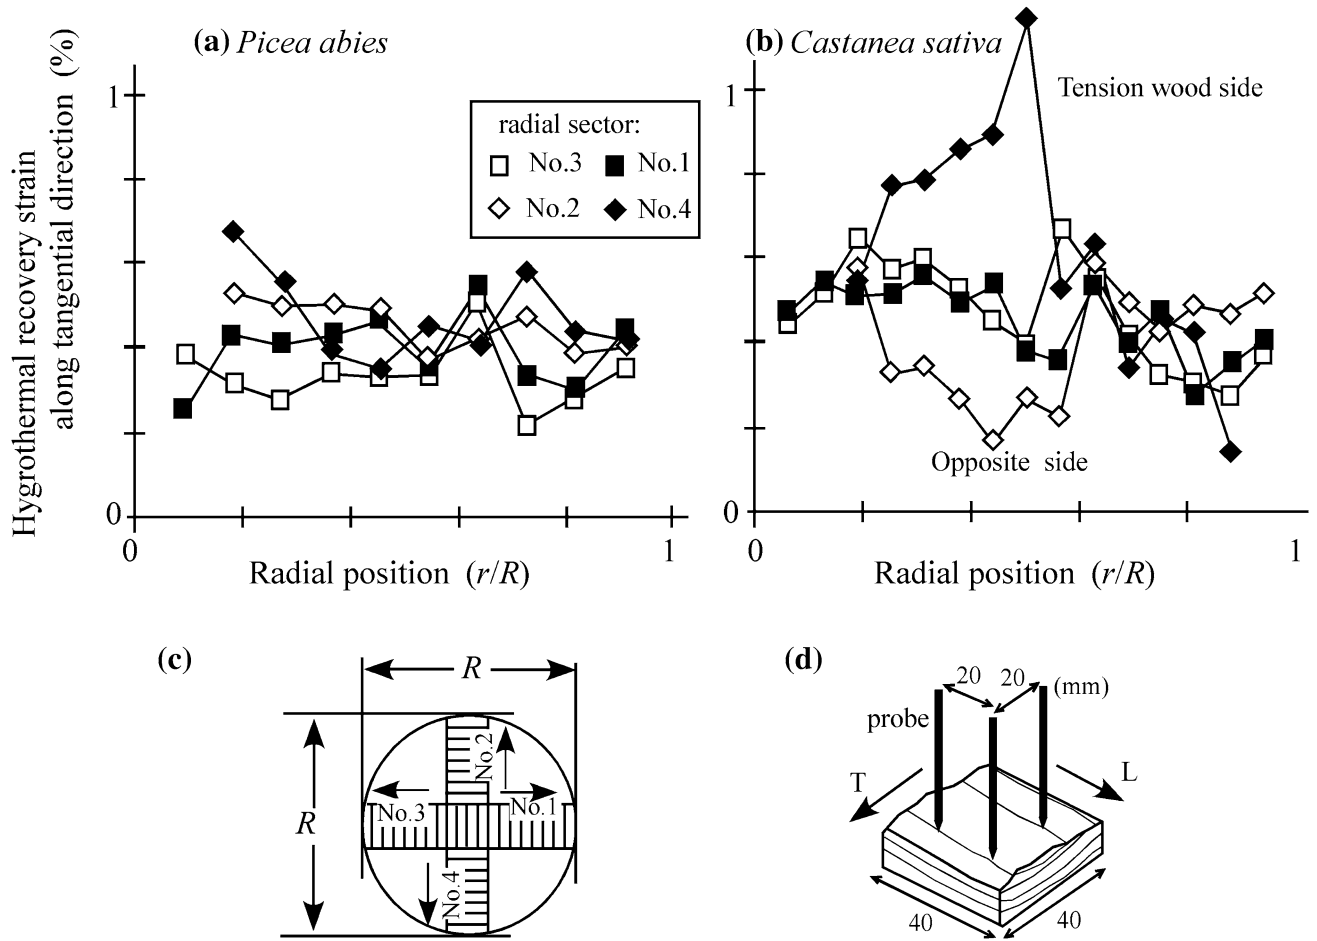 (a) Picea abies
(b) Castanea sativa
Hygrothermal recovery strain
along tangential direction (%)
1
0
0
1
Radial position (r/R)
radial sector:
No.3 No.1
No.2 No.4
1
0
0
1
Tension wood side
Opposite side
Radial position (r/R)
(c)
R
R
No.2
No.3
No.1
No.4
(d)
20 20 (mm)
probe
T
L
40
40